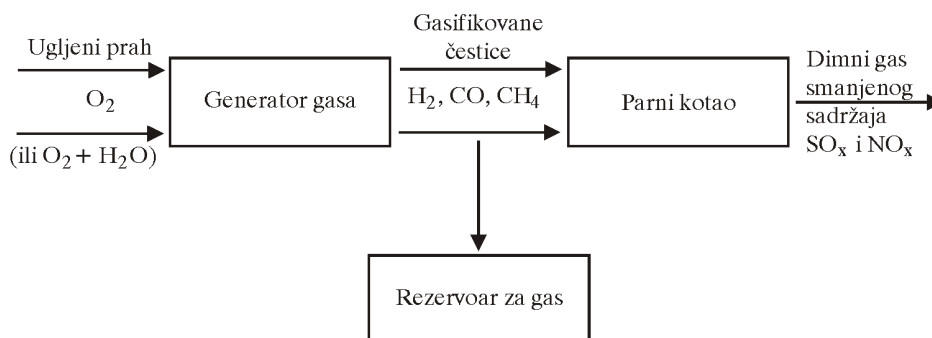 Ugljeni prah
O2
(ili O2 + H2O)
Generator gasa
Gasifikovane
čestice
H2, CO, CH4
Parni kotao
Dimni gas
smanjenog
sadržaja
SOx i NOx
Rezervoar za gas